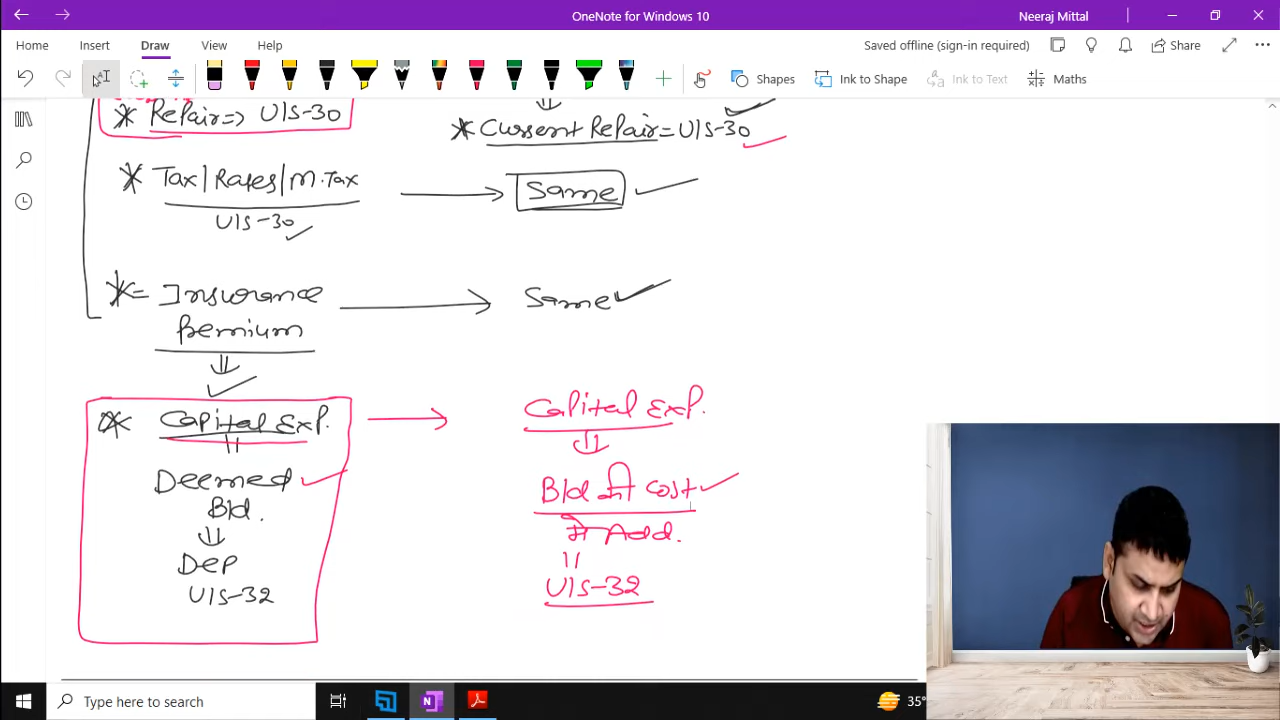 OneNote for Windows 10
Neeraj Mittal
Home Insert Draw View Help
Saved offline (sign-in required)
Share
Shapes
Ink to Shape
Ink to Text
Maths
* Repair => U/S-30
* Current Repair = U/S-30
* Tax/Rates/M.Tax
U/S-30
Same
* = Insurance
Premium
Same
* Capital Exp.
Deemed
Bld.
Dep
U/S-32
Capital Exp.
Bld की Cost
में Add.
U/S-32
Type here to search
35°